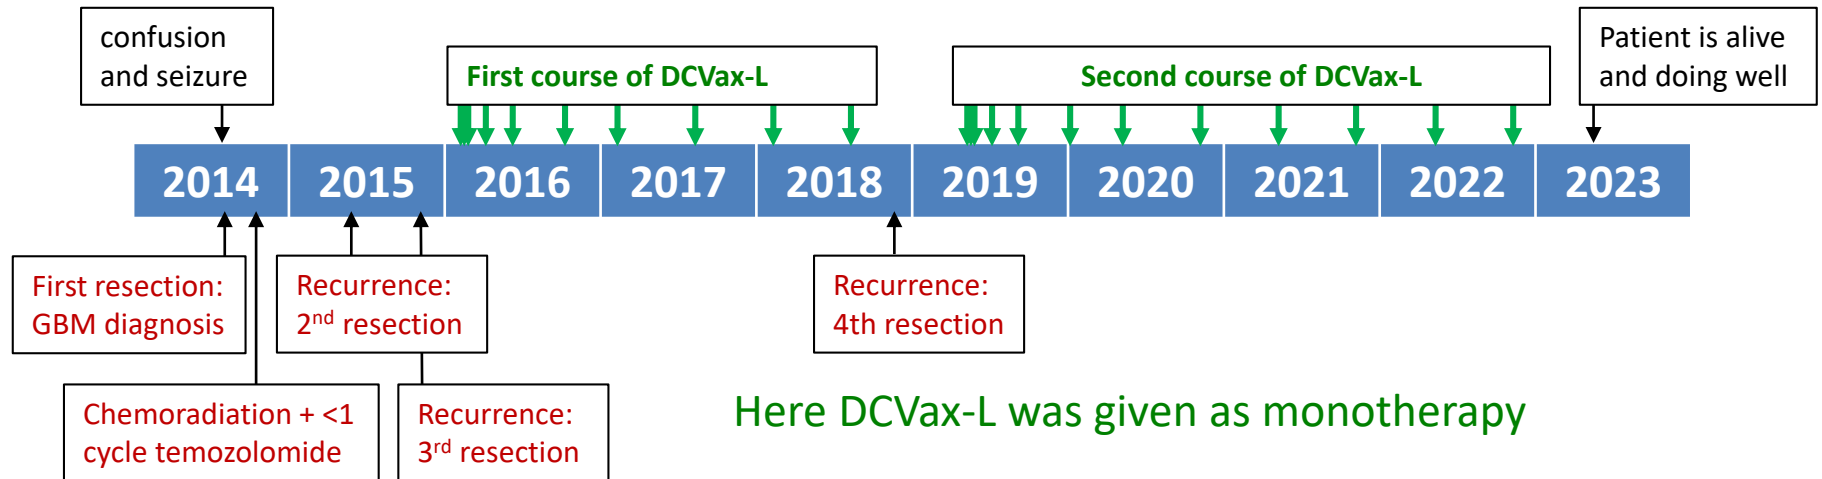 confusion
and seizure
First course of DCVax-L
Second course of DCVax-L
Patient is alive
and doing well
2014 2015 2016 2017 2018 2019 2020 2021 2022 2023
First resection:
GBM diagnosis
Recurrence:
2nd resection
Recurrence:
4th resection
Chemoradiation + <1
cycle temozolomide
Recurrence:
3rd resection
Here DCVax-L was given as monotherapy